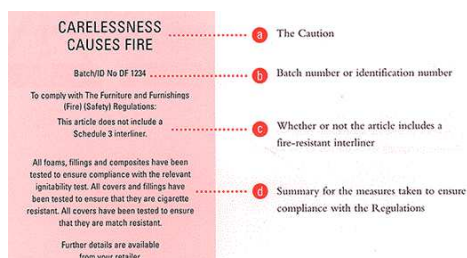 CARELESSNESS
CAUSES FIRE
Batch/ID No DF 1234
To comply with The Furniture and Furnishings
(Fire) (Safety) Regulations:
This article does not include a
Schedule 3 interliner.
All foams, fillings and composites have been
tested to ensure compliance with the relevant
ignitability test. All covers and fillings have
been tested to ensure that they are cigarette
resistant. All covers have been tested to ensure
that they are match resistant.
Further details are available
from your retailer
a The Caution
b Batch number or identification number
c Whether or not the article includes a
fire-resistant interliner
d Summary for the measures taken to ensure
compliance with the Regulations